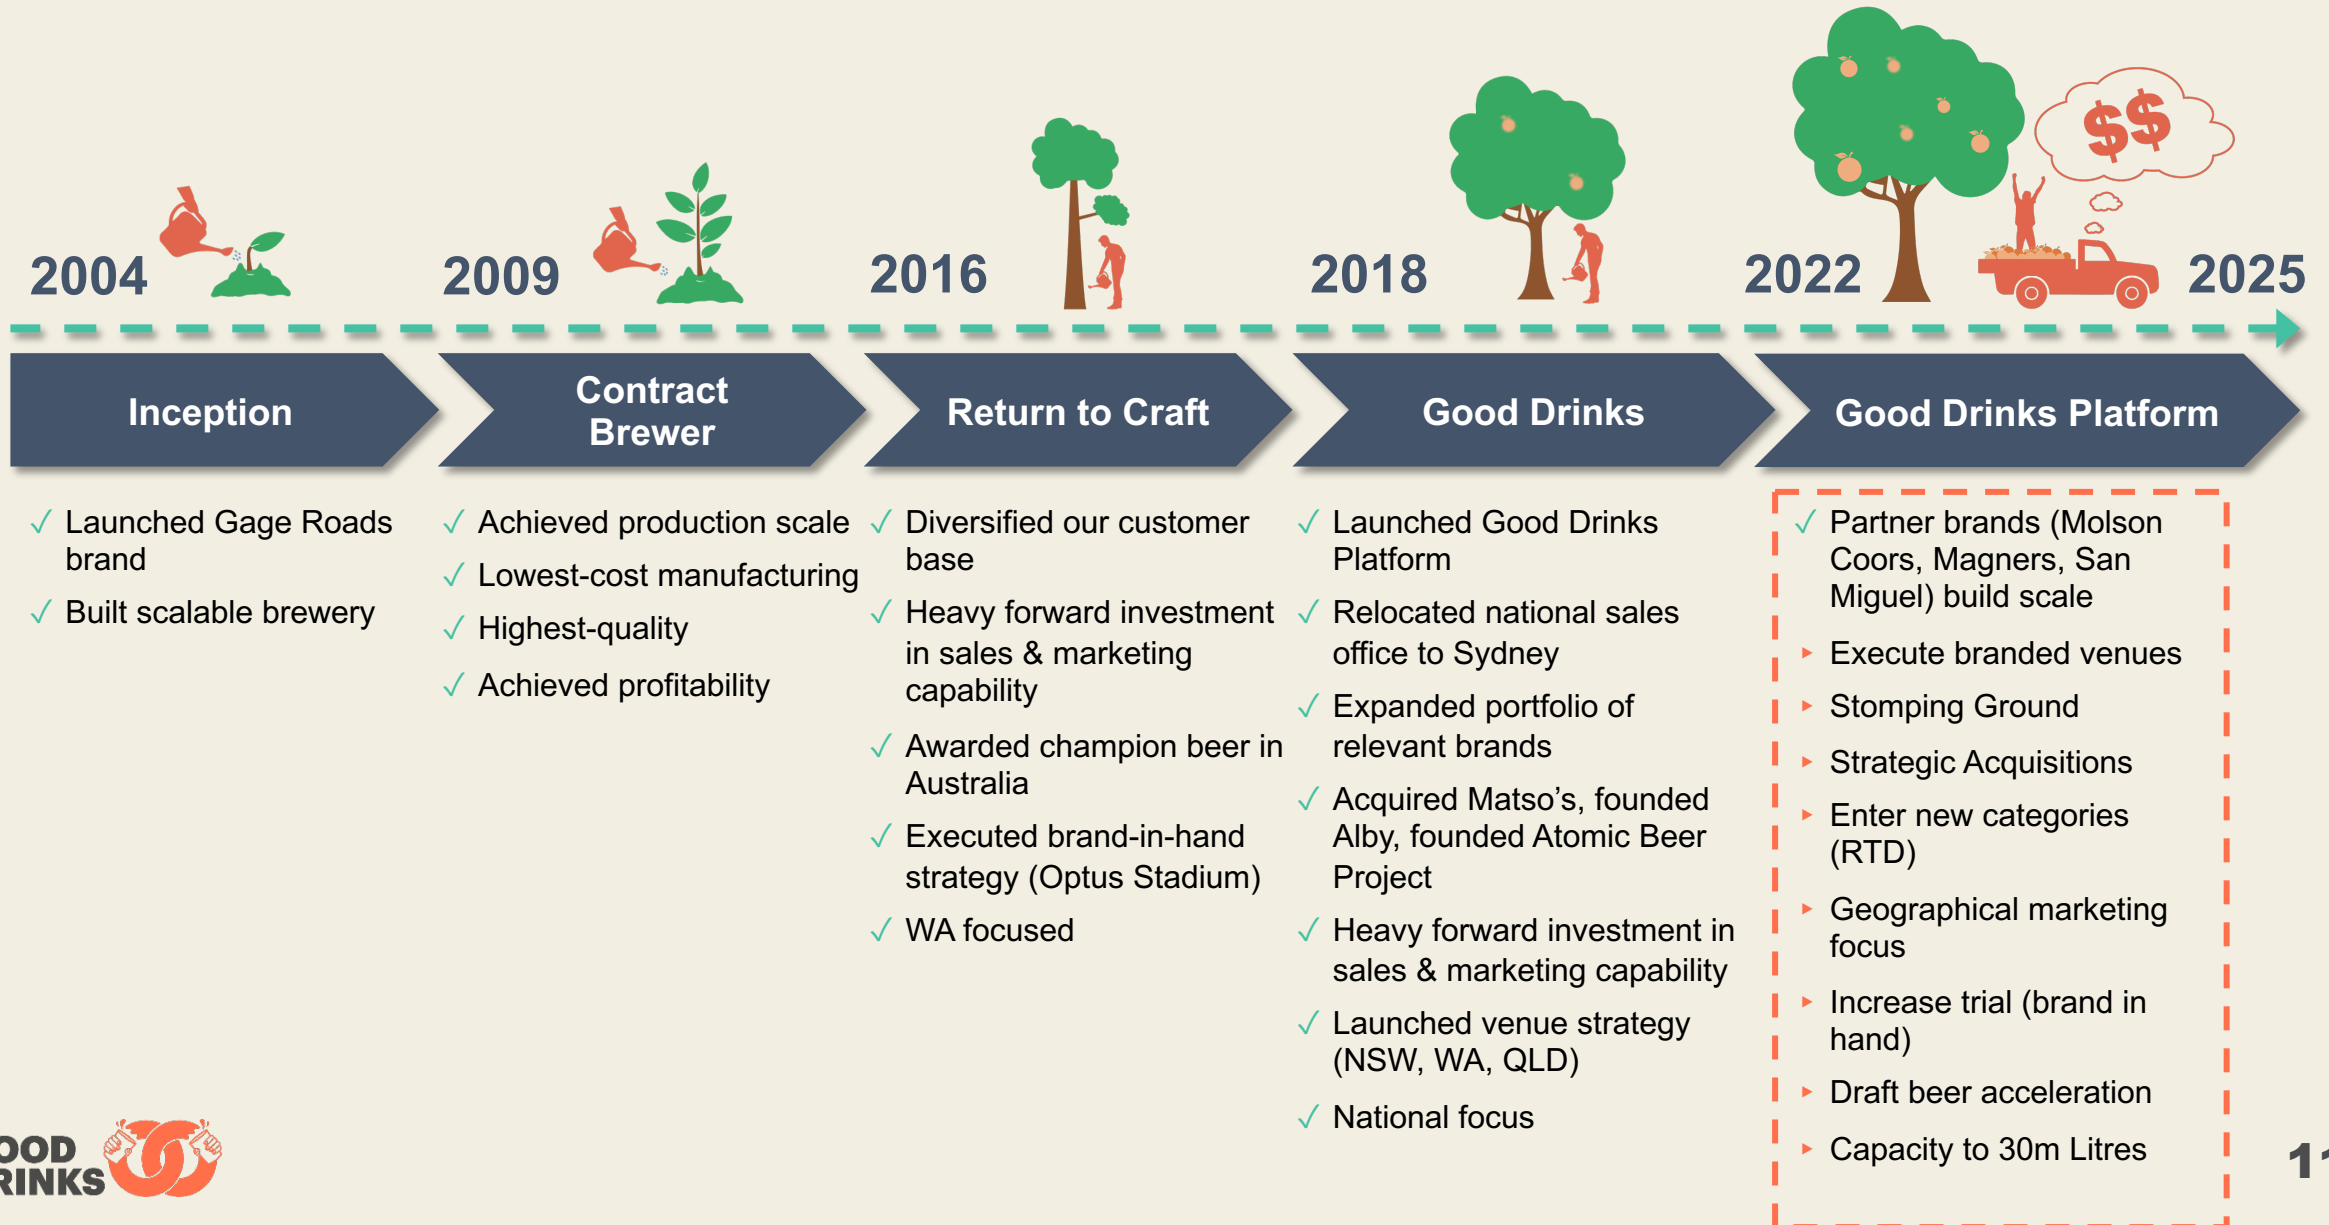 $$
2004
2009
2016
2018
2022
2025
Inception
Contract
Brewer
Return to Craft
Good Drinks
Good Drinks Platform
✓ Launched Gage Roads
brand
✓ Built scalable brewery
✓ Achieved production scale
✓ Lowest-cost manufacturing
✓ Highest-quality
✓ Achieved profitability
✓ Diversified our customer
base
✓ Heavy forward investment
in sales & marketing
capability
✓ Awarded champion beer in
Australia
✓ Executed brand-in-hand
strategy (Optus Stadium)
✓ WA focused
✓ Launched Good Drinks
Platform
✓ Relocated national sales
office to Sydney
✓ Expanded portfolio of
relevant brands
✓ Acquired Matso’s, founded
Alby, founded Atomic Beer
Project
✓ Heavy forward investment in
sales & marketing capability
✓ Launched venue strategy
(NSW, WA, QLD)
✓ National focus
✓ Partner brands (Molson
Coors, Magners, San
Miguel) build scale
▸ Execute branded venues
▸ Stomping Ground
▸ Strategic Acquisitions
▸ Enter new categories
(RTD)
▸ Geographical marketing
focus
▸ Increase trial (brand in
hand)
▸ Draft beer acceleration
▸ Capacity to 30m Litres
OOD
RINKS
11